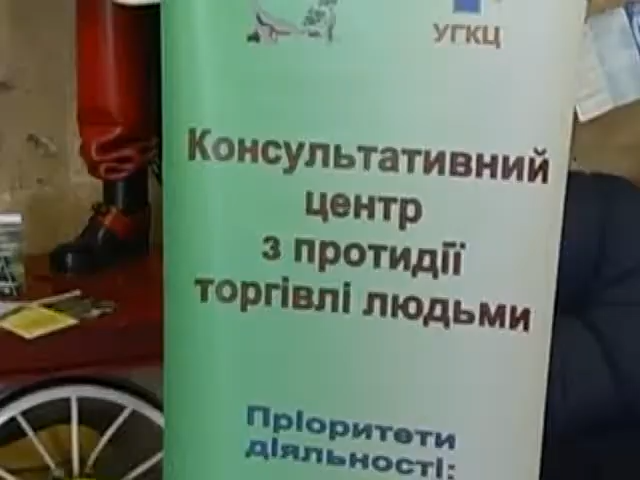 УГКЦ
Консультативний
центр
з протидії
торгівлі людьми
Пріоритети
діяльності: